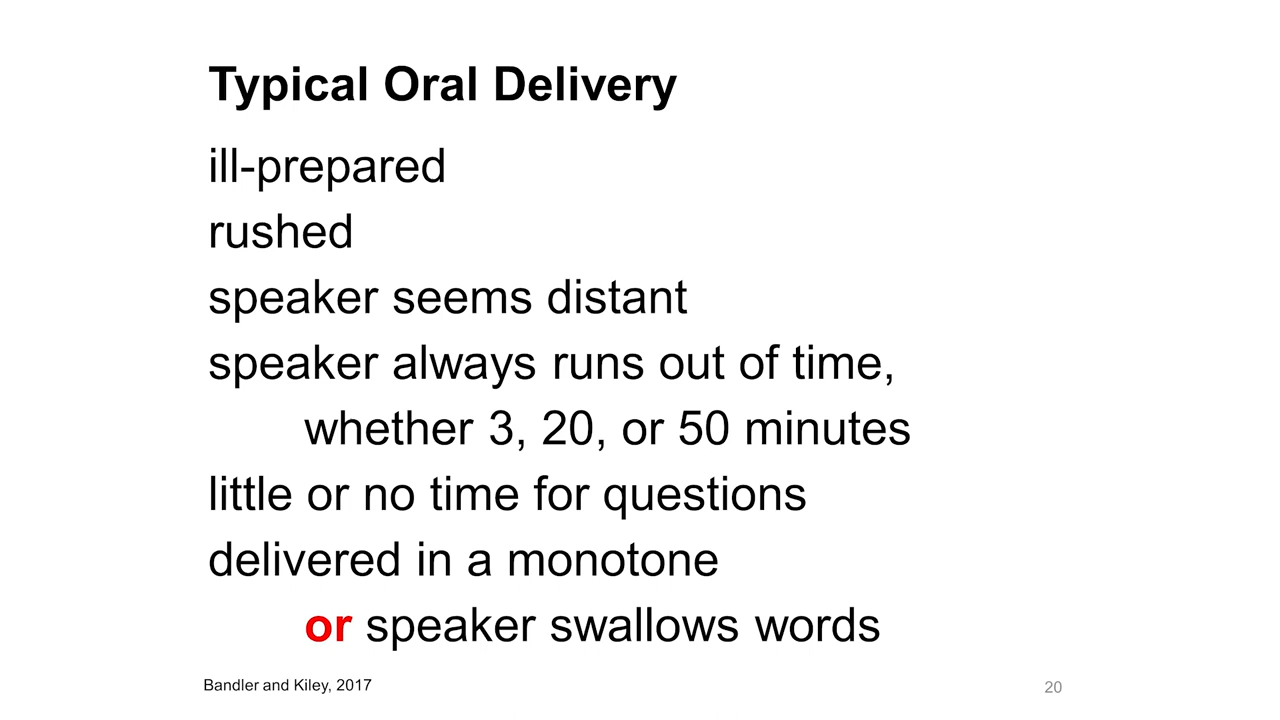 Typical Oral Delivery
ill-prepared
rushed
speaker seems distant
speaker always runs out of time,
whether 3, 20, or 50 minutes
little or no time for questions
delivered in a monotone
or speaker swallows words
Bandler and Kiley, 2017
20